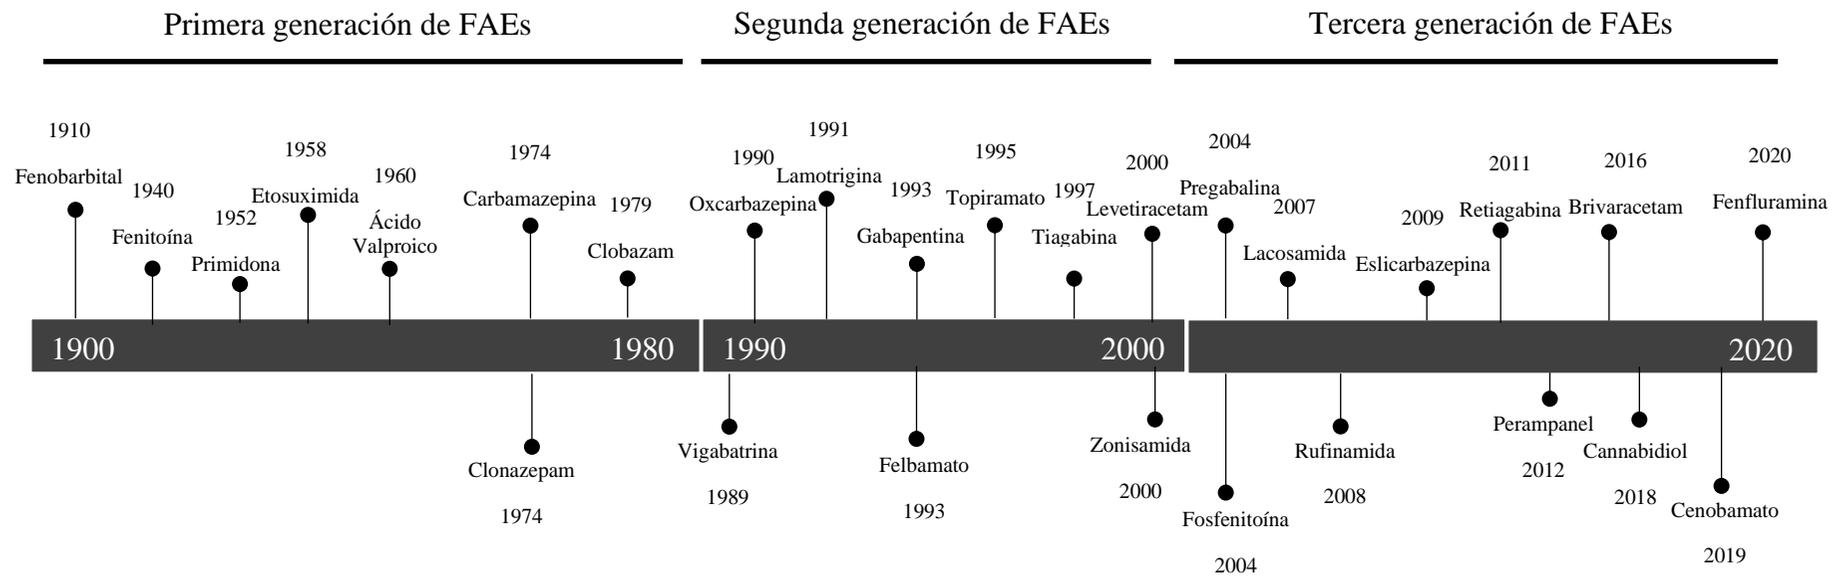 Primera generación de FAEs
Segunda generación de FAEs
Tercera generación de FAEs
1910
Fenobarbital
1940
Fenitoína
1952
Primidona
1958
Etosuximida
1960
Ácido
Valproico
1974
Carbamazepina
1979
Clobazam
1990
Oxcarbazepina
1991
Lamotrigina
1993
Gabapentina
1995
Topiramato
1997
Tiagabina
2000
Levetiracetam
2004
Pregabalina
2007
Lacosamida
2009
Eslicarbazepina
2011
Retiagabina
2016
Brivaracetam
2020
Fenfluramina
1900
1980
1990
2000
2020
Clonazepam
1974
Vigabatrina
1989
Felbamato
1993
Zonisamida
2000
Fosfenitoína
2004
Rufinamida
2008
Perampanel
2012
Cannabidiol
2018
Cenobamato
2019